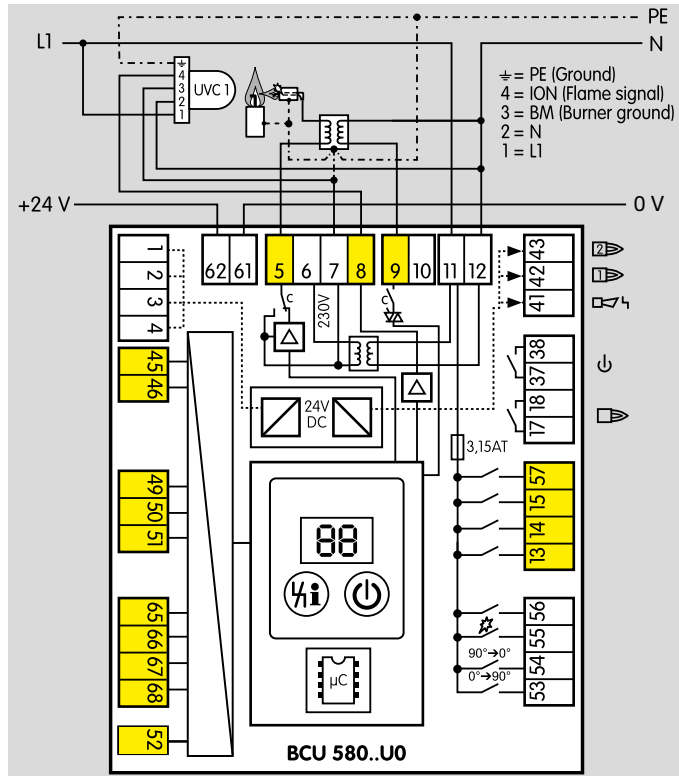 PE
L1
N
4
3
2
1
UVC 1
= PE (Ground)
4 = ION (Flame signal)
3 = BM (Burner ground)
2 = N
1 = L1
+24 V
0 V
1
2
3
4
62 61
5 6 7 8
9 10
11 12
43
42
41
2
1
c
230V
c
45
46
38
37
18
17
24V
DC
3,15AT
49
50
51
57
15
14
13
88
i
65
66
67
68
56
55
54
53
90°→0°
0°→90°
µC
52
BCU 580..U0